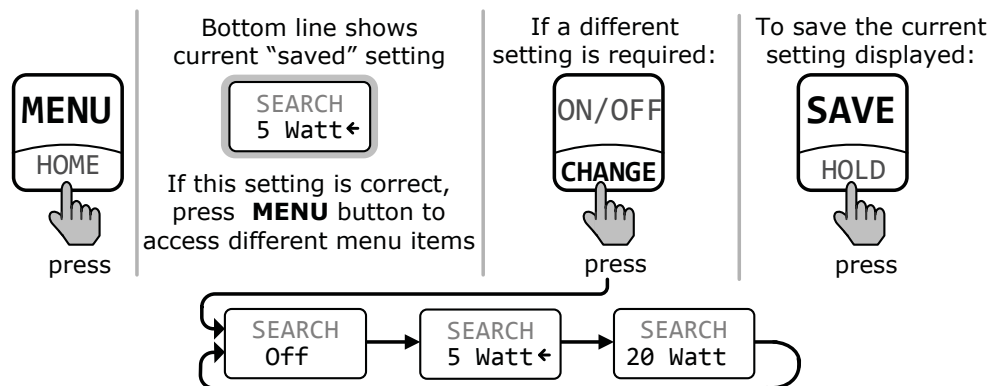 MENU
HOME
press
Bottom line shows
current “saved” setting
SEARCH
5 Watt←
If this setting is correct,
press MENU button to
access different menu items
If a different
setting is required:
ON/OFF
CHANGE
press
To save the current
setting displayed:
SAVE
HOLD
press
SEARCH
Off
SEARCH
5 Watt←
SEARCH
20 Watt